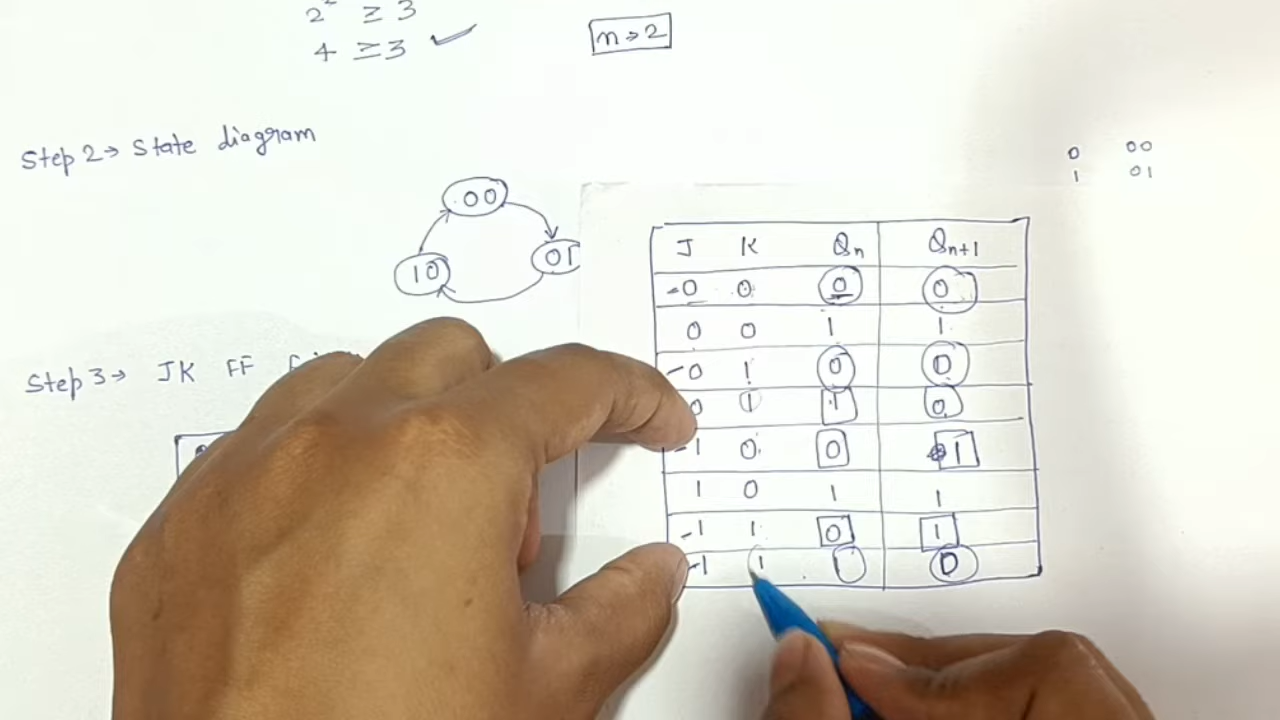 2² ≥ 3
4 ≥ 3 ✓
n → 2
Step 2 → State diagram
00
01
10
0 00
1 01
Step 3 → JK FF
J K Qn Qn+1
0 0 0 0
0 0 1 1
0 1 0 0
0 1 1 0
1 0 0 1
1 0 1 1
1 1 0 1
1 1 1 0